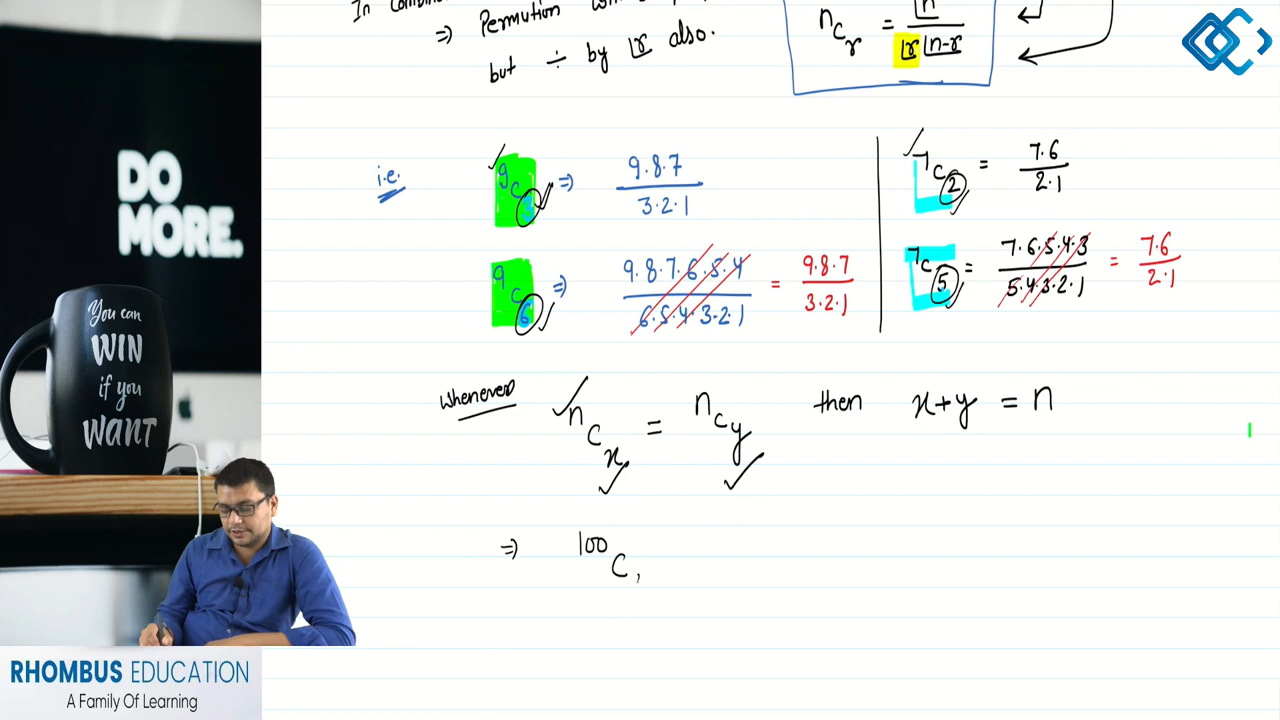 In
⇒ Permution
but ÷ by ⌊r also.
nCr = ⌊n / ⌊r ⌊n-r
i.e. 9C3 ⇒ 9.8.7 / 3.2.1
7C2 = 7.6 / 2.1
9C6 ⇒ 9.8.7.6.5.4 / 6.5.4.3.2.1 = 9.8.7 / 3.2.1
7C5 = 7.6.5.4.3 / 5.4.3.2.1 = 7.6 / 2.1
whenever nCx = nCy then x+y = n
⇒ 100C
DO
MORE.
You can
WIN
if you
WANT
RHOMBUS EDUCATION
A Family Of Learning